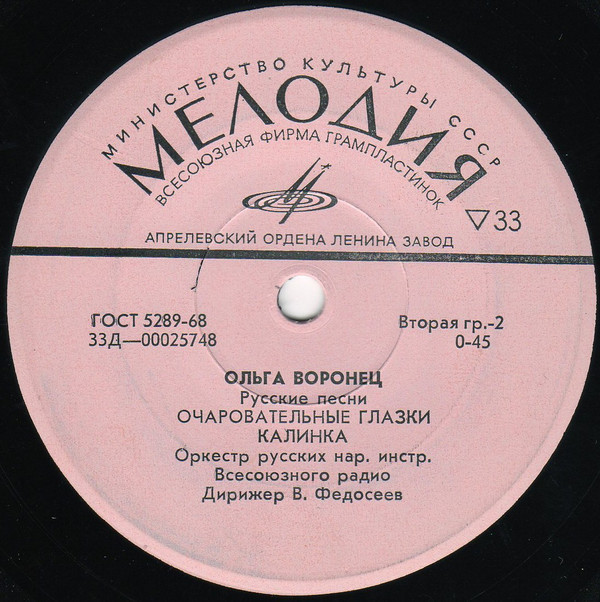 МИНИСТЕРСТВО КУЛЬТУРЫ СССР
МЕЛОДИЯ
ВСЕСОЮЗНАЯ ФИРМА ГРАМПЛАСТИНОК
▽33
АПРЕЛЕВСКИЙ ОРДЕНА ЛЕНИНА ЗАВОД
ГОСТ 5289-68
Вторая гр.-2
33Д—00025748
0-45
ОЛЬГА ВОРОНЕЦ
Русские песни
ОЧАРОВАТЕЛЬНЫЕ ГЛАЗКИ
КАЛИНКА
Оркестр русских нар. инстр.
Всесоюзного радио
Дирижер В. Федосеев